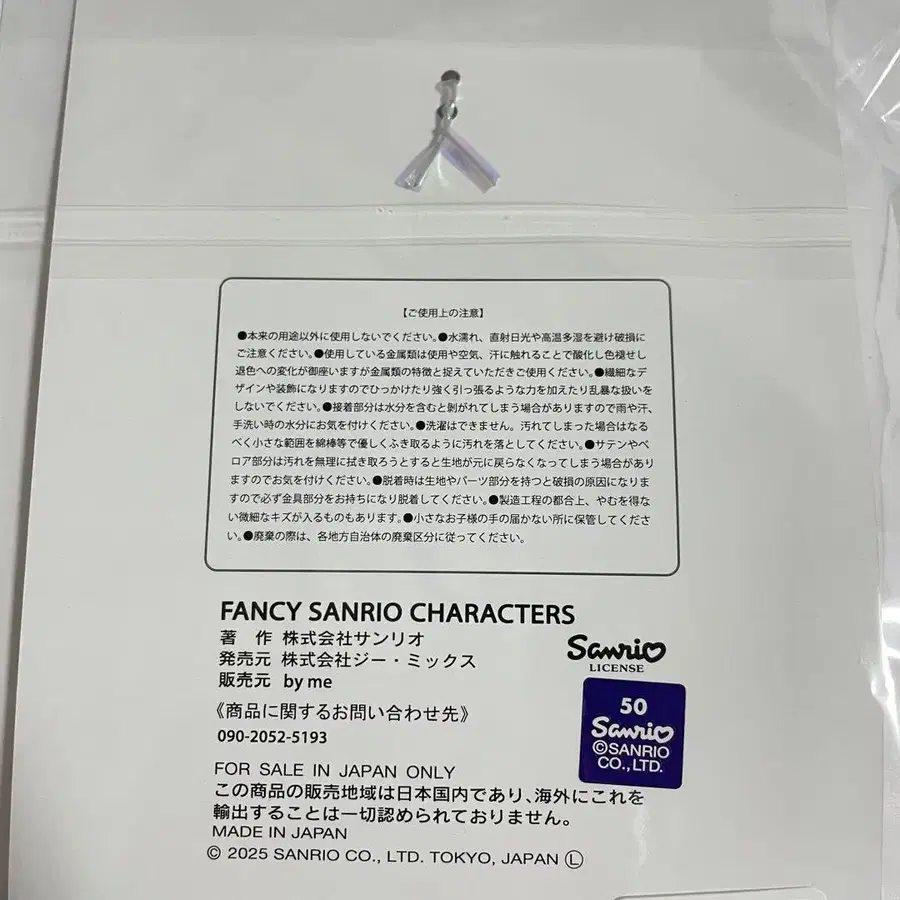 【ご使用上の注意】
●本来の用途以外に使用しないでください。●水濡れ、直射日光や高温多湿を避け破損に
ご注意ください。●使用している金属類は使用や空気、汗に触れることで酸化し色褪せし
退色への変化が御座いますが金属類の特徴と捉えていただきご使用ください。●繊細なデ
ザインや装飾になりますのでひっかけたり強く引っ張るような力を加えたり乱暴な扱いを
しないでください。●接着部分は水分を含むと剥がれてしまう場合がありますので雨や汗、
手洗い時の水分にお気を付けください。●洗濯はできません。汚れてしまった場合はなる
べく小さな範囲を綿棒等で優しくふき取るように汚れを落としてください。●サテンやベ
ロア部分は汚れを無理に拭き取ろうとすると生地が元に戻らなくなってしまう場合があり
ますのでお気を付けください。●脱着時は生地やパーツ部分を持つと破損の原因になりま
すので必ず金具部分をお持ちになり脱着してください。●製造工程の都合上、やむを得な
い微細なキズが入るものもあります。●小さなお子様の手の届かない所に保管してくださ
い。●廃棄の際は、各地方自治体の廃棄区分に従ってください。
FANCY SANRIO CHARACTERS
著 作 株式会社サンリオ
発売元 株式会社ジー・ミックス
販売元 by me
《商品に関するお問い合わせ先》
090-2052-5193
Sanrio
LICENSE
50
Sanrio
©SANRIO
CO.,LTD.
FOR SALE IN JAPAN ONLY
この商品の販売地域は日本国内であり、海外にこれを
輸出することは一切認められておりません。
MADE IN JAPAN
© 2025 SANRIO CO., LTD. TOKYO, JAPAN Ⓛ